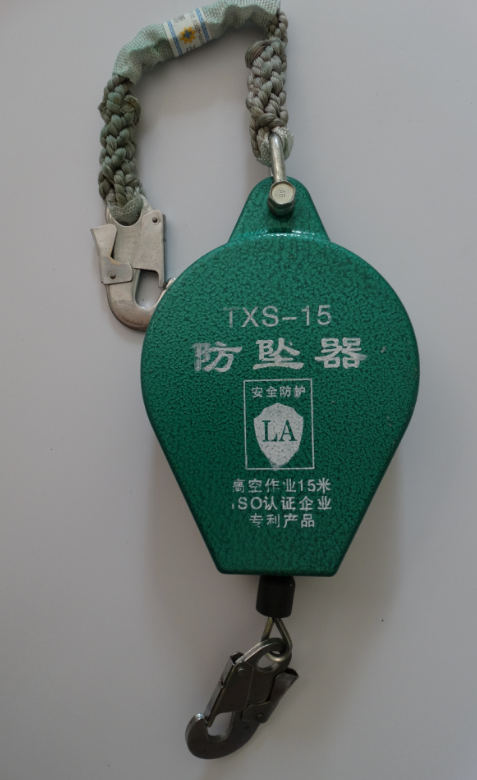 TXS-15
防坠器
安全防护
LA
高空作业15米
ISO认证企业
专利产品